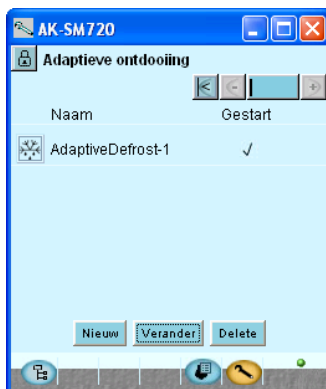 AK-SM720
Adaptieve ontdooiing
Naam Gestart
AdaptiveDefrost-1
Nieuw Verander Delete